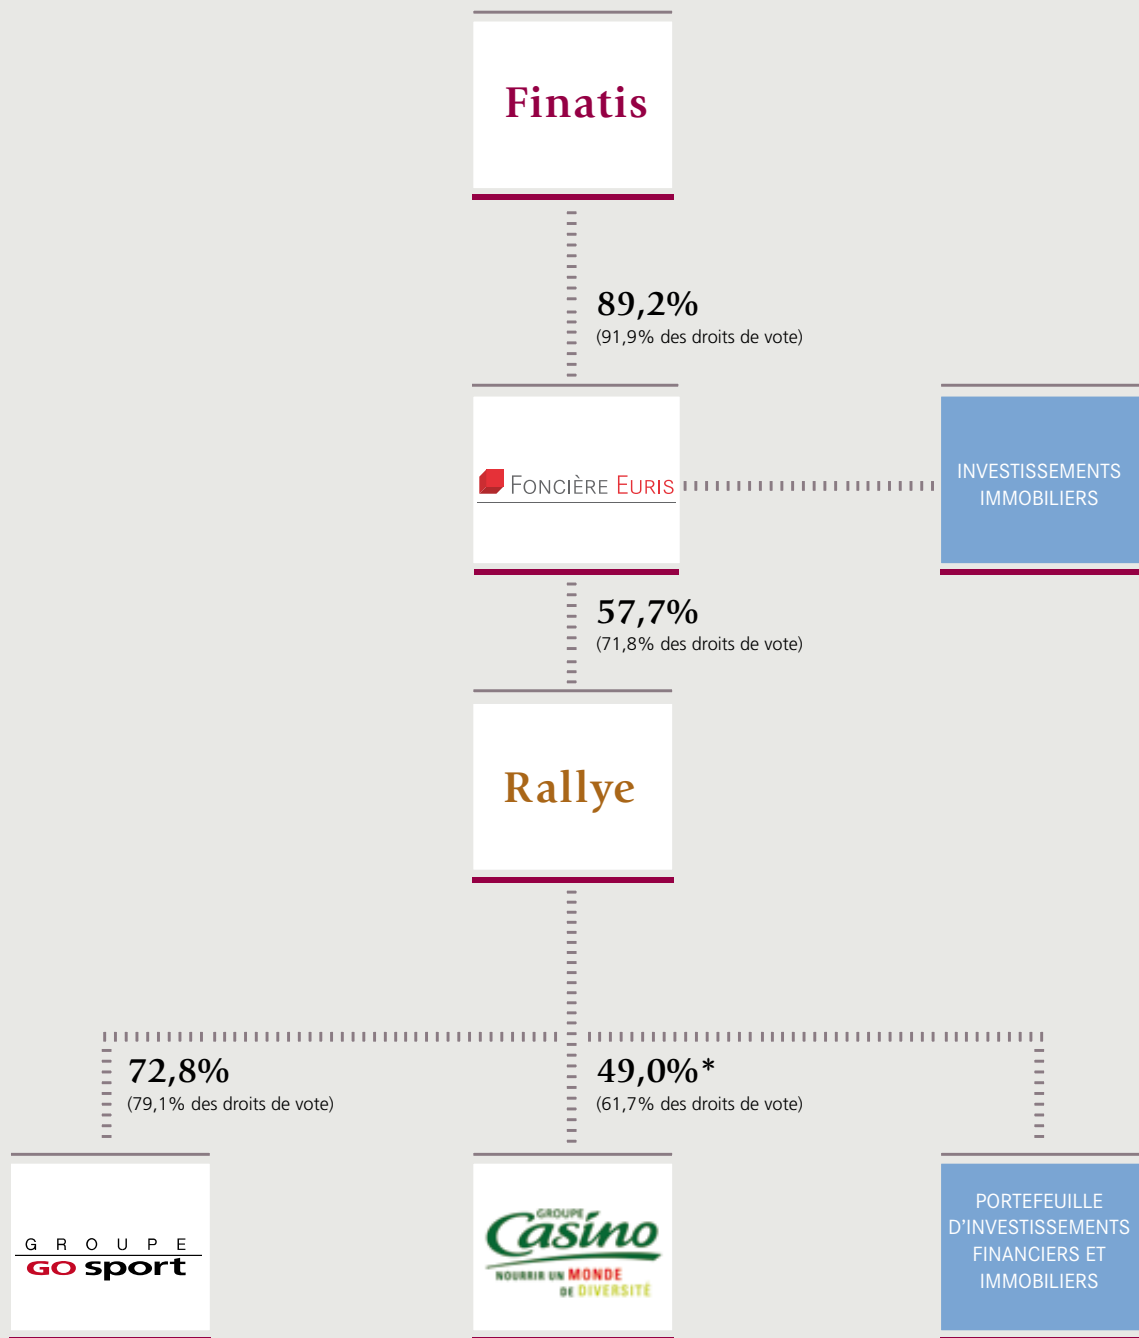 Finatis
89,2%
(91,9% des droits de vote)
FONCIÈRE EURIS
INVESTISSEMENTS
IMMOBILIERS
57,7%
(71,8% des droits de vote)
Rallye
72,8%
(79,1% des droits de vote)
49,0%*
(61,7% des droits de vote)
GROUPE
GO sport
GROUPE
Casino
NOURRIR UN MONDE
DE DIVERSITÉ
PORTEFEUILLE
D'INVESTISSEMENTS
FINANCIERS ET
IMMOBILIERS